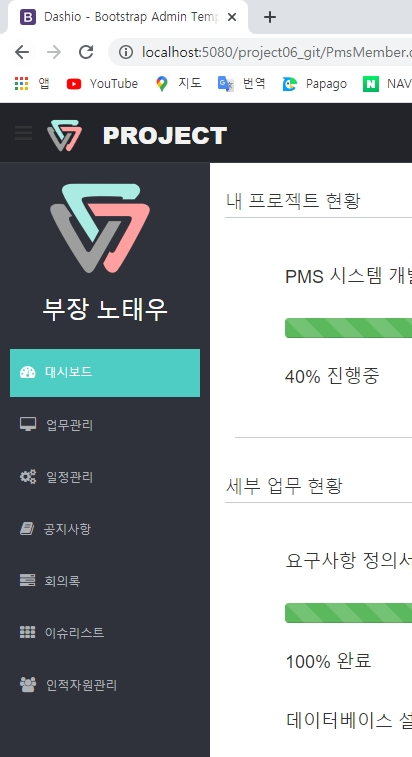 Dashio - Bootstrap Admin Temp
localhost:5080/project06_git/PmsMember.d
앱 YouTube 지도 번역 Papago NAV
PROJECT
부장 노태우
대시보드
업무관리
일정관리
공지사항
회의록
이슈리스트
인적자원관리
내 프로젝트 현황
PMS 시스템 개발
40% 진행중
세부 업무 현황
요구사항 정의서
100% 완료
데이터베이스 설